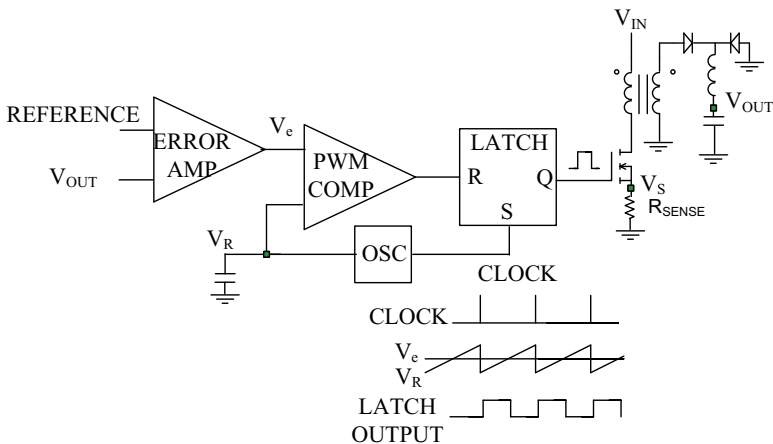 V_IN
REFERENCE
V_OUT
ERROR
AMP
V_e
PWM
COMP
LATCH
R
Q
S
V_OUT
V_S
R_SENSE
V_R
OSC
CLOCK
CLOCK
V_e
V_R
LATCH
OUTPUT